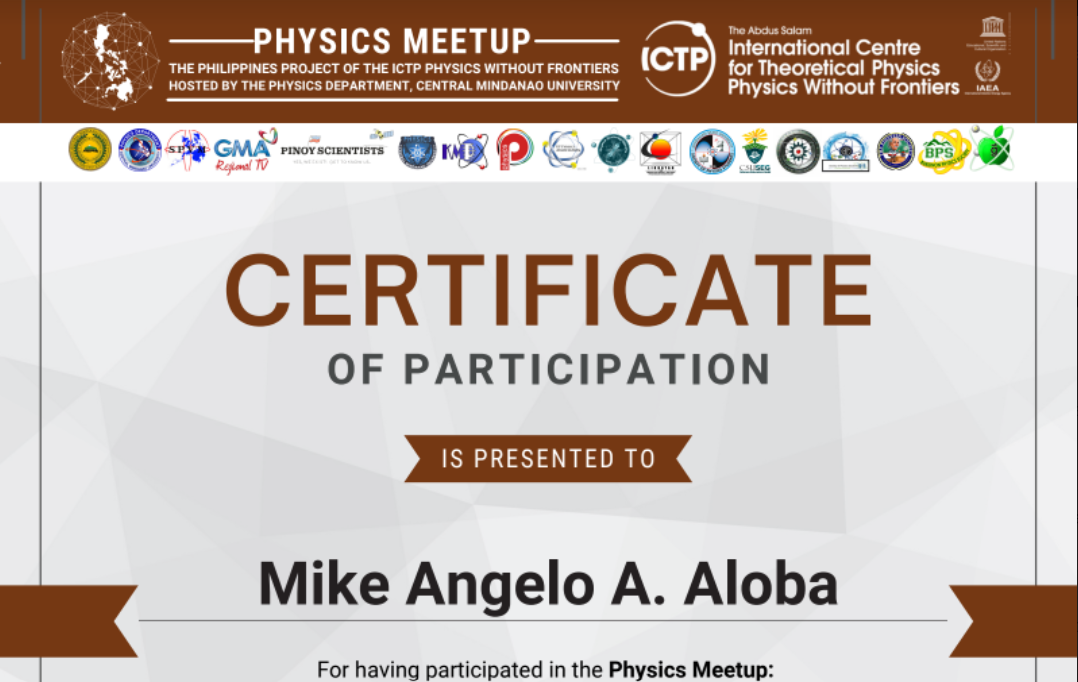 PHYSICS MEETUP
THE PHILIPPINES PROJECT OF THE ICTP PHYSICS WITHOUT FRONTIERS
HOSTED BY THE PHYSICS DEPARTMENT, CENTRAL MINDANAO UNIVERSITY
ICTP
The Abdus Salam
International Centre
for Theoretical Physics
Physics Without Frontiers
IAEA
GMA
Regional TV
PINOY SCIENTISTS
CSUSEG
BPS
CERTIFICATE
OF PARTICIPATION
IS PRESENTED TO
Mike Angelo A. Aloba
For having participated in the Physics Meetup: